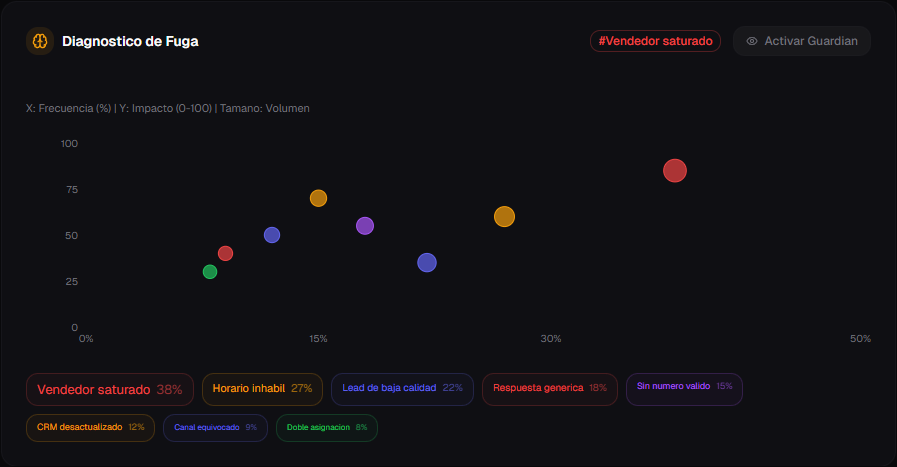 Diagnostico de Fuga
#Vendedor saturado
Activar Guardian
X: Frecuencia (%) | Y: Impacto (0-100) | Tamano: Volumen
100
75
50
25
0
0%
15%
30%
50%
Vendedor saturado 38%
Horario inhabil 27%
Lead de baja calidad 22%
Respuesta generica 18%
Sin numero valido 15%
CRM desactualizado 12%
Canal equivocado 9%
Doble asignacion 8%